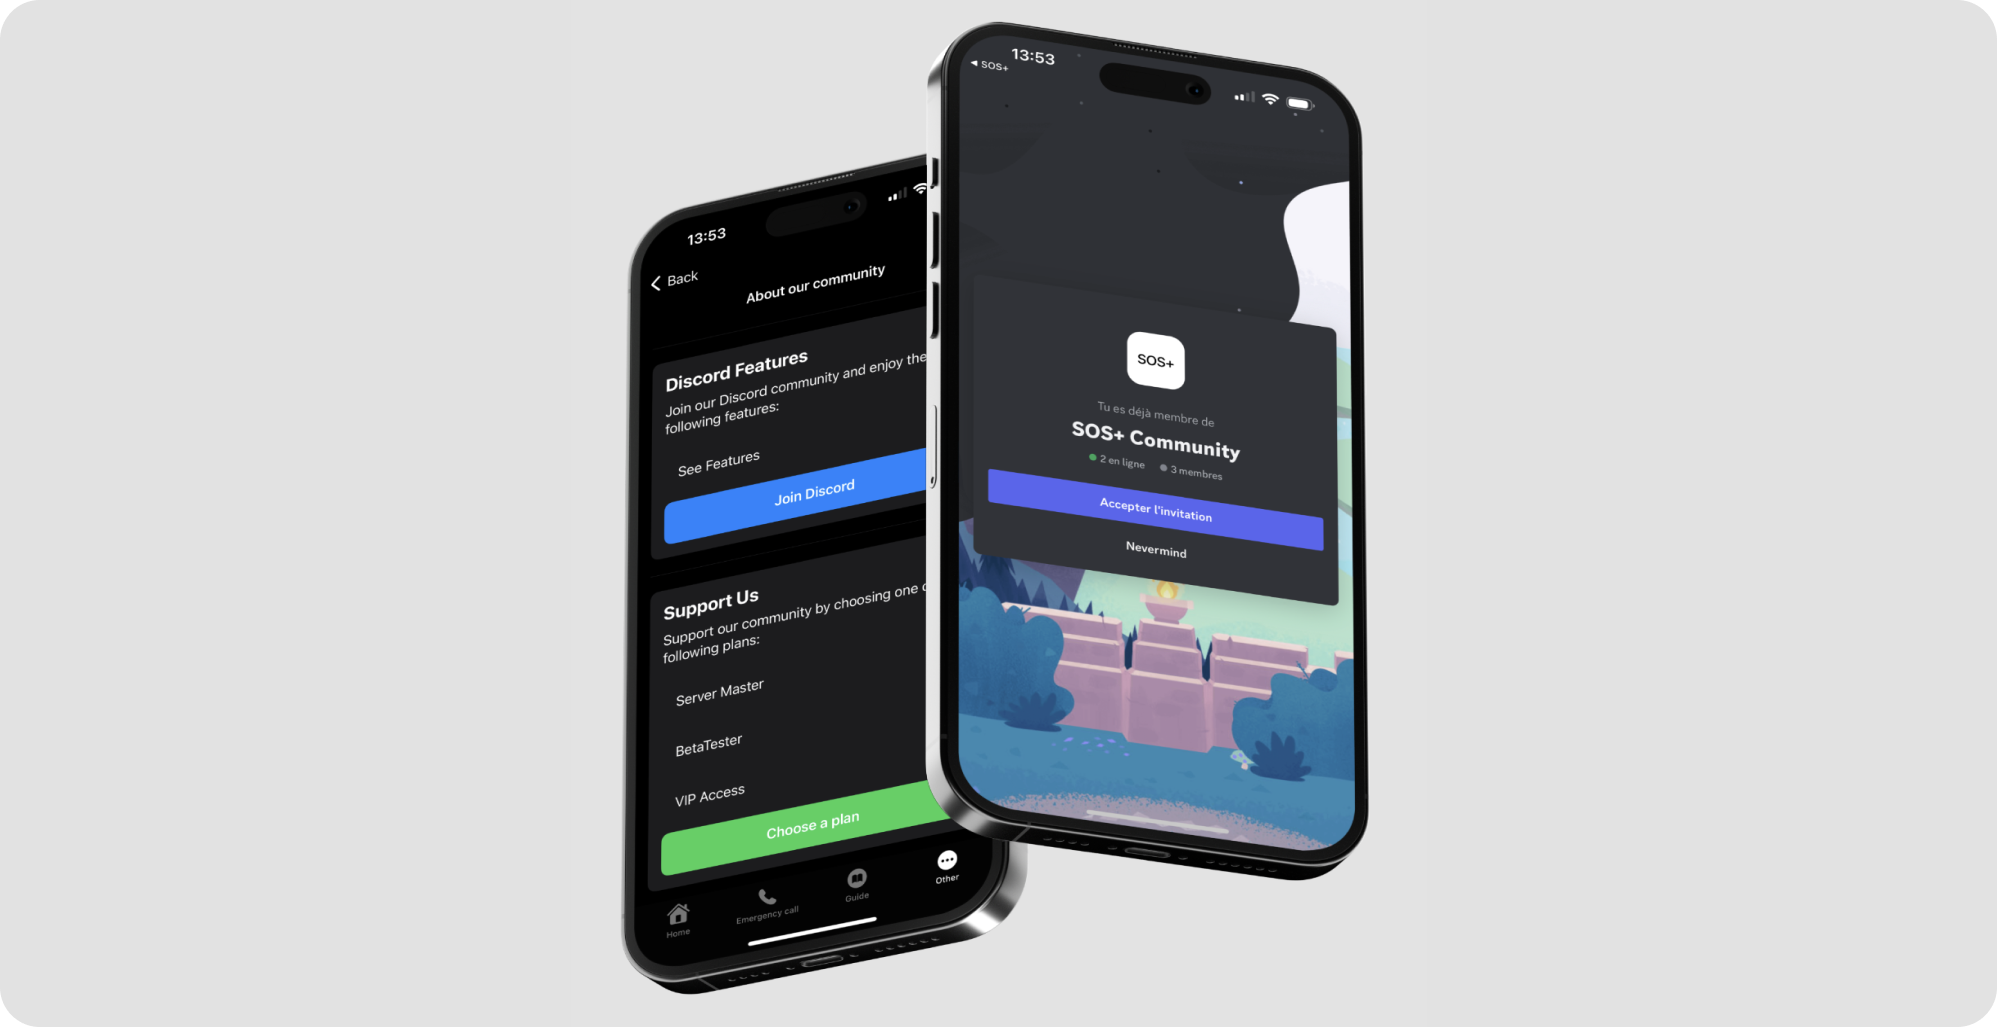 13:53
Back
About our community
Discord Features
Join our Discord community and enjoy the
following features:
See Features
Join Discord
Support Us
Support our community by choosing one
following plans:
Server Master
BetaTester
VIP Access
Choose a plan
Home
Emergency call
Guide
Other
13:53
SOS+
SOS+
Tu es déjà membre de
SOS+ Community
2 en ligne
3 membres
Accepter l'invitation
Nevermind